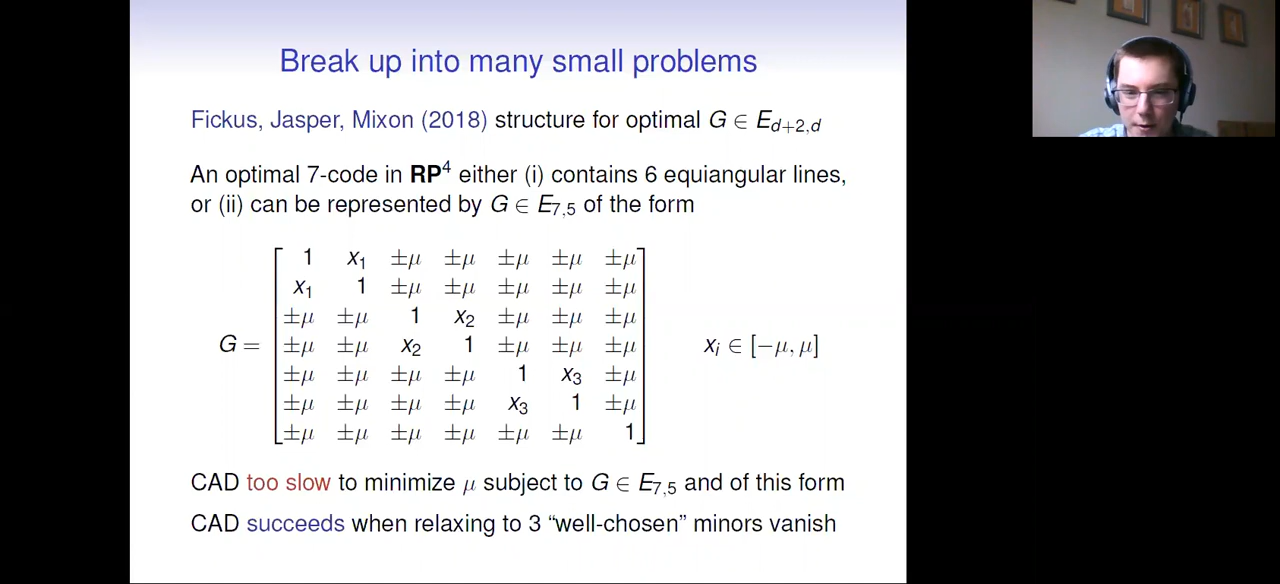 Break up into many small problems
Fickus, Jasper, Mixon (2018) structure for optimal G ∈ E_{d+2,d}
An optimal 7-code in RP⁴ either (i) contains 6 equiangular lines,
or (ii) can be represented by G ∈ E_{7,5} of the form
1 x₁ ±μ ±μ ±μ ±μ ±μ
x₁ 1 ±μ ±μ ±μ ±μ ±μ
±μ ±μ 1 x₂ ±μ ±μ ±μ
G = ±μ ±μ x₂ 1 ±μ ±μ ±μ xᵢ ∈ [−μ, μ]
±μ ±μ ±μ ±μ 1 x₃ ±μ
±μ ±μ ±μ ±μ x₃ 1 ±μ
±μ ±μ ±μ ±μ ±μ ±μ 1
CAD too slow to minimize μ subject to G ∈ E_{7,5} and of this form
CAD succeeds when relaxing to 3 “well-chosen” minors vanish